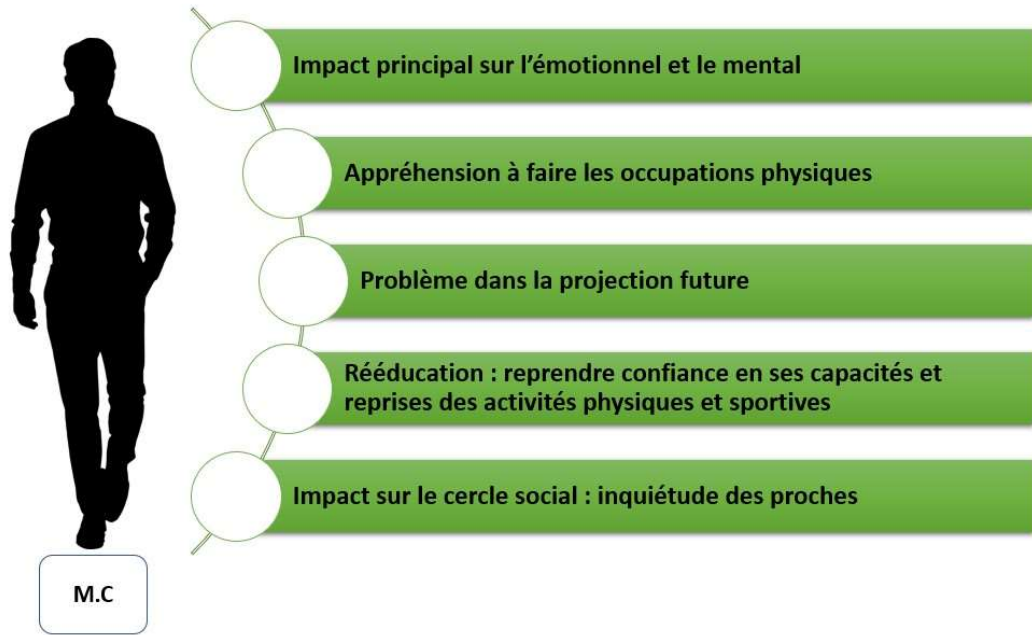 Impact principal sur l’émotionnel et le mental
Appréhension à faire les occupations physiques
Problème dans la projection future
Rééducation : reprendre confiance en ses capacités et
reprises des activités physiques et sportives
Impact sur le cercle social : inquiétude des proches
M.C